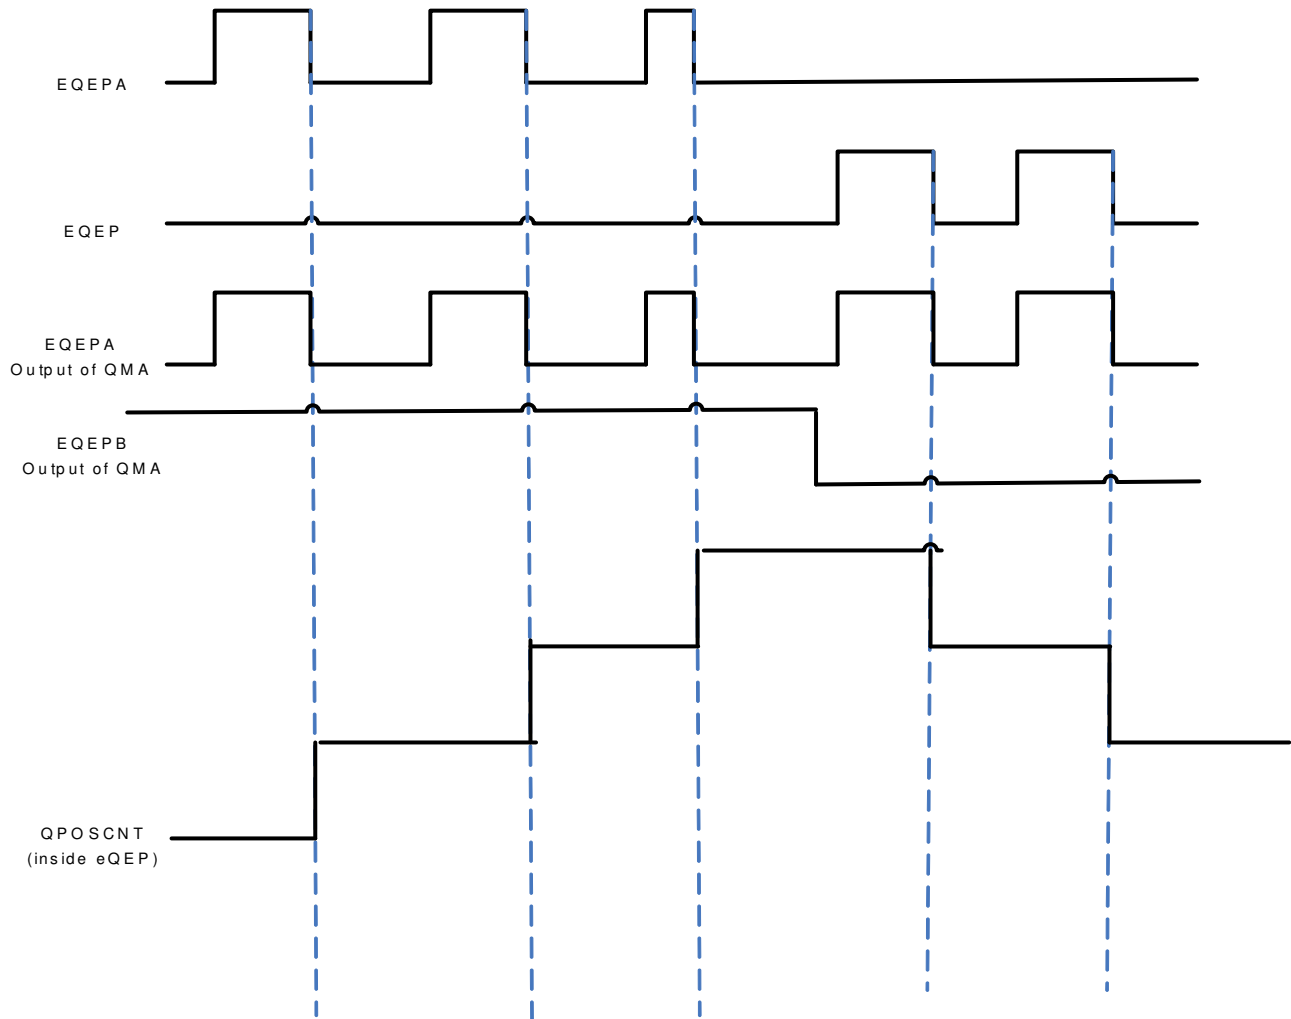 EQEPA
EQEP
EQEPA
Output of QMA
EQEPB
Output of QMA
QPOSCNT
(inside eQEP)